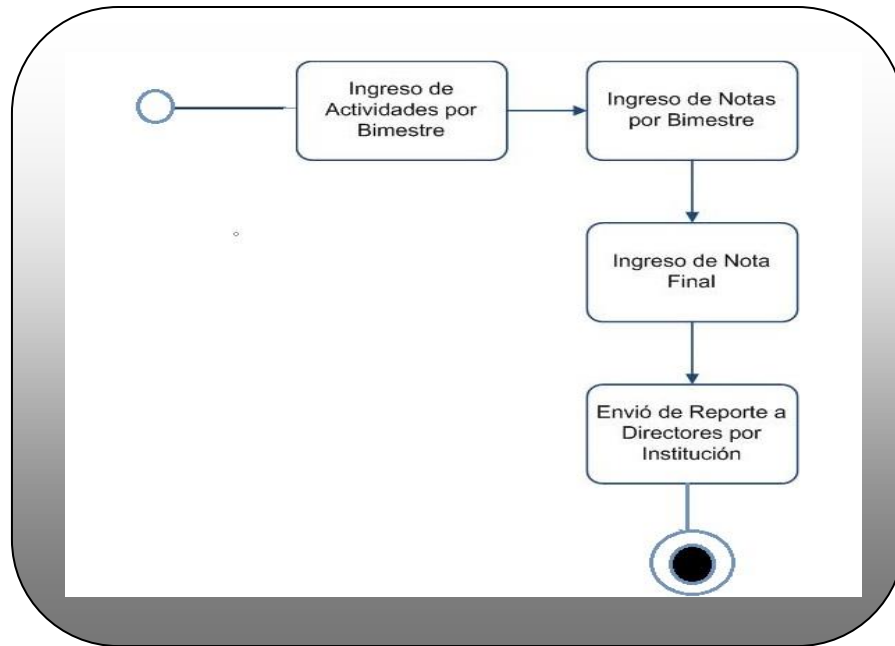 Ingreso de
Actividades por
Bimestre
Ingreso de Notas
por Bimestre
Ingreso de Nota
Final
Envió de Reporte a
Directores por
Institución